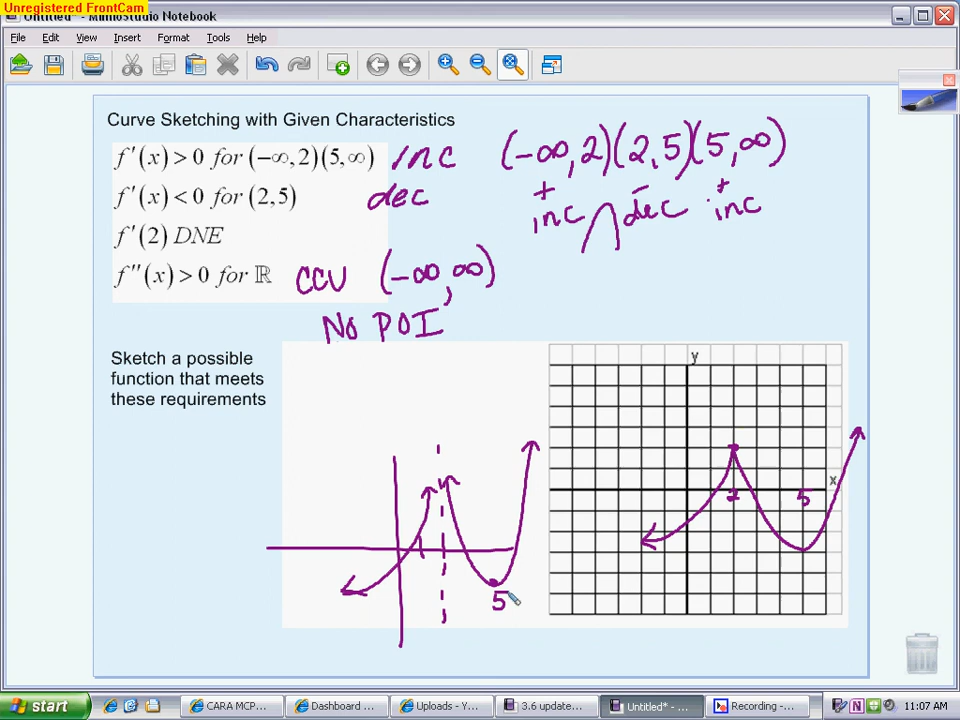 Unregistered FrontCam
Untitled* - MimioStudio Notebook
File Edit View Insert Format Tools Help
Curve Sketching with Given Characteristics
f'(x) > 0 for (-∞,2)(5,∞) inc (-∞,2)(2,5)(5,∞)
+ - +
f'(x) < 0 for (2,5) dec inc dec inc
f'(2) DNE
f''(x) > 0 for ℝ CCU (-∞,∞)
No POI
Sketch a possible
function that meets
these requirements
y
x
2 5
5
start CARA MCP... Dashboard ... Uploads - Y... 3.6 update... Untitled* - ... Recording -... 11:07 AM